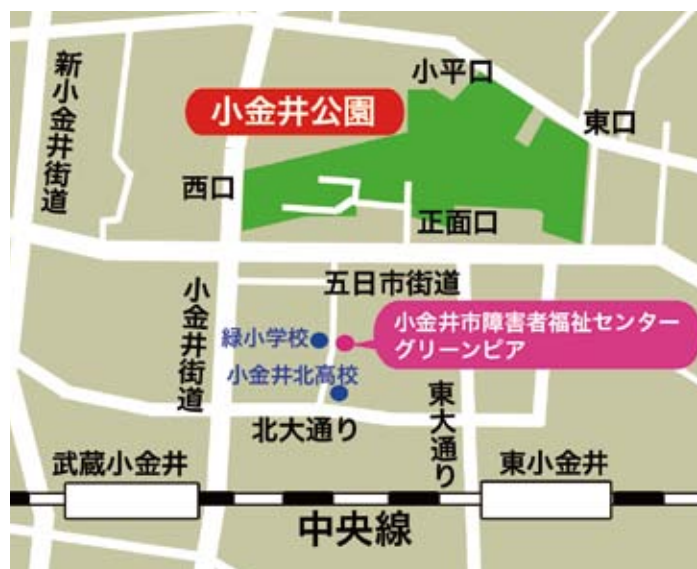 小平口
新小金井街道
小金井公園
東口
西口
正面口
五日市街道
小金井街道
小金井市障害者福祉センター
グリーンピア
緑小学校
小金井北高校
東大通り
北大通り
武蔵小金井
東小金井
中央線